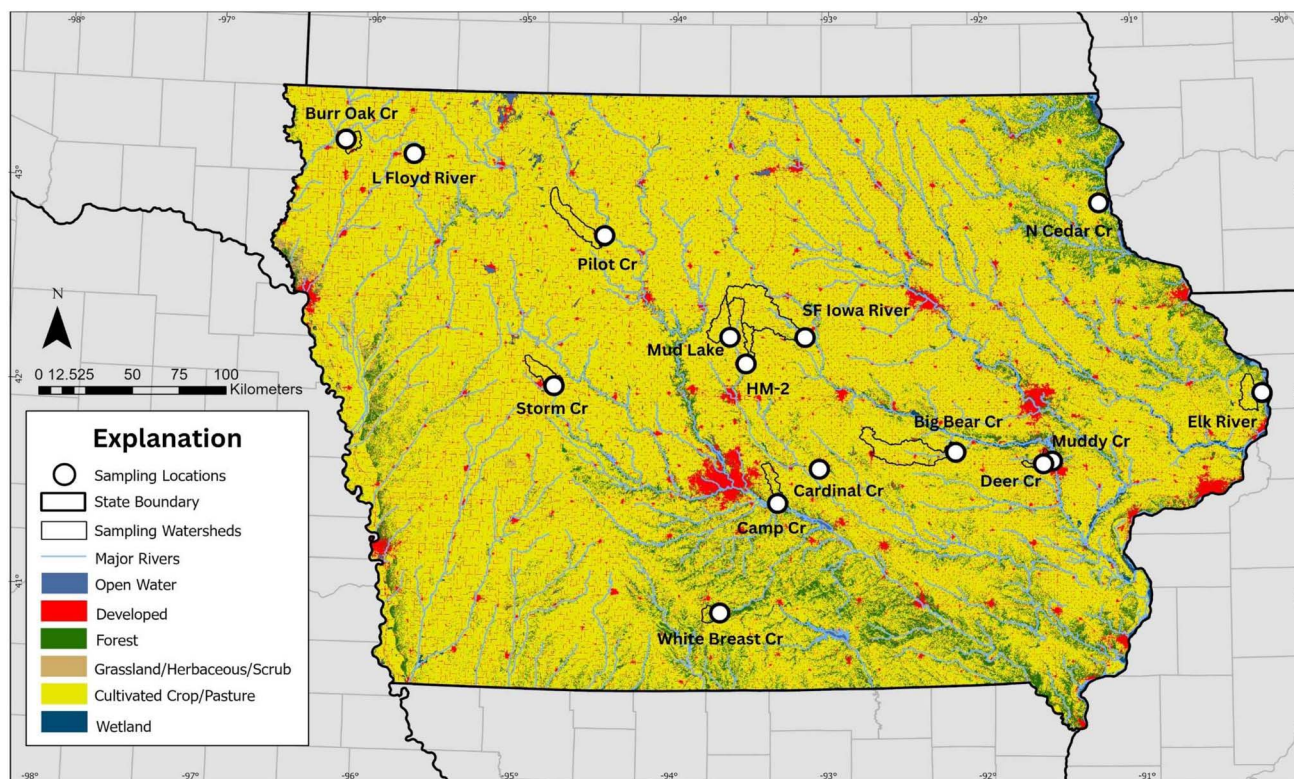 -98°
-97°
-96°
-95°
-94°
-93°
-92°
-91°
-90°
Burr Oak Cr
L Floyd River
43°
N Cedar Cr
Pilot Cr
N
SF Iowa River
Mud Lake
HM-2
42°
0 12.525 50 75 100
Kilometers
Storm Cr
Elk River
Big Bear Cr
Muddy Cr
Deer Cr
Cardinal Cr
Camp Cr
41°
White Breast Cr
Explanation
Sampling Locations
State Boundary
Sampling Watersheds
Major Rivers
Open Water
Developed
Forest
Grassland/Herbaceous/Scrub
Cultivated Crop/Pasture
Wetland
43°
42°
41°
-98°
-96°
-95°
-94°
-93°
-92°
-91°